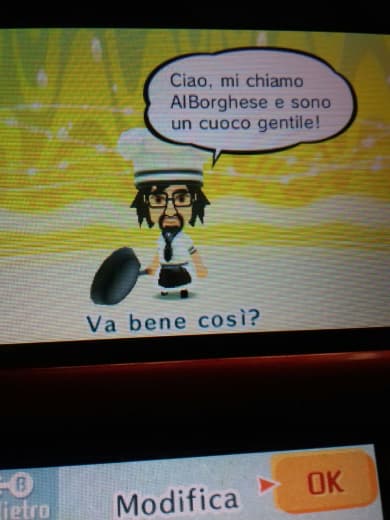 Ciao, mi chiamo
AlBorghese e sono
un cuoco gentile!
Va bene così?
B
Modifica
OK